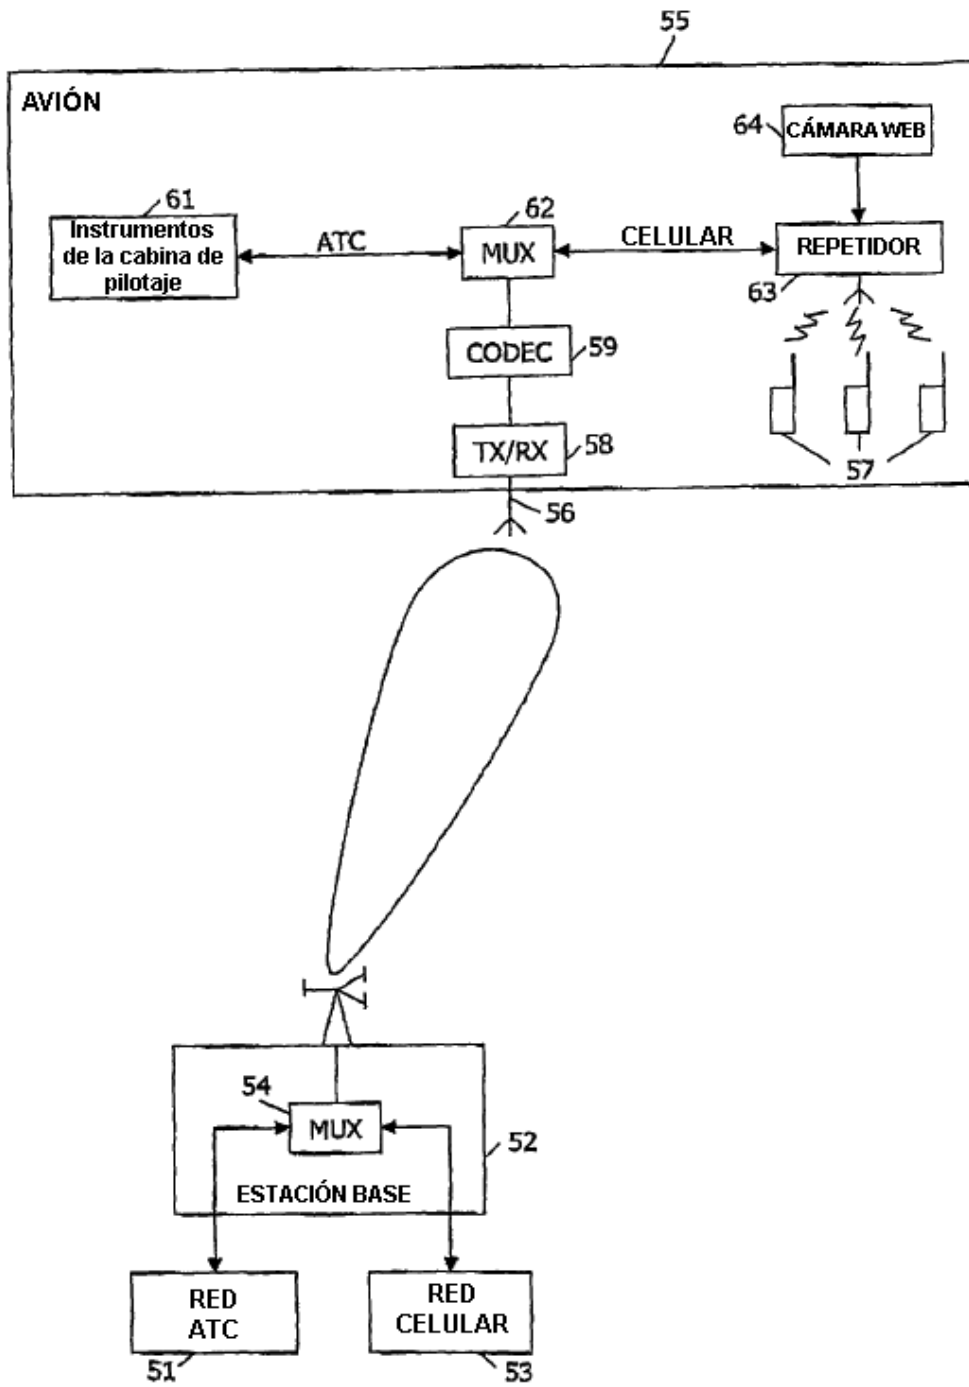 55
AVIÓN
64
CÁMARA WEB
61
Instrumentos
de la cabina de
pilotaje
ATC
62
MUX
CELULAR
REPETIDOR
63
CODEC
59
TX/RX
58
57
56
54
MUX
52
ESTACIÓN BASE
RED
ATC
51
RED
CELULAR
53